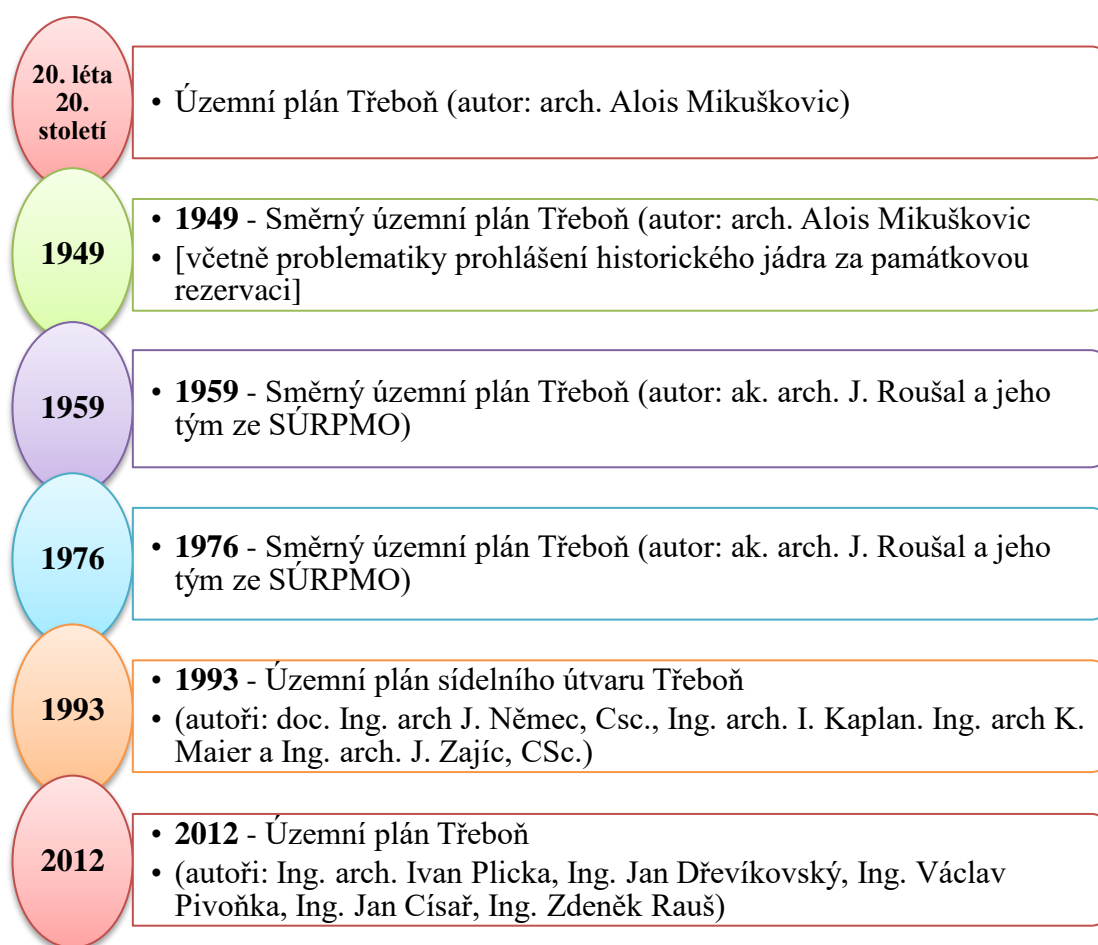 20. léta
20.
století
• Územní plán Třeboň (autor: arch. Alois Mikuškovic)
1949
• 1949 - Směrný územní plán Třeboň (autor: arch. Alois Mikuškovic
• [včetně problematiky prohlášení historického jádra za památkovou
rezervaci]
1959
• 1959 - Směrný územní plán Třeboň (autor: ak. arch. J. Roušal a jeho
tým ze SÚRPMO)
1976
• 1976 - Směrný územní plán Třeboň (autor: ak. arch. J. Roušal a jeho
tým ze SÚRPMO)
1993
• 1993 - Územní plán sídelního útvaru Třeboň
• (autoři: doc. Ing. arch J. Němec, Csc., Ing. arch. I. Kaplan. Ing. arch K.
Maier a Ing. arch. J. Zajíc, CSc.)
2012
• 2012 - Územní plán Třeboň
• (autoři: Ing. arch. Ivan Plicka, Ing. Jan Dřevíkovský, Ing. Václav
Pivoňka, Ing. Jan Císař, Ing. Zdeněk Rauš)